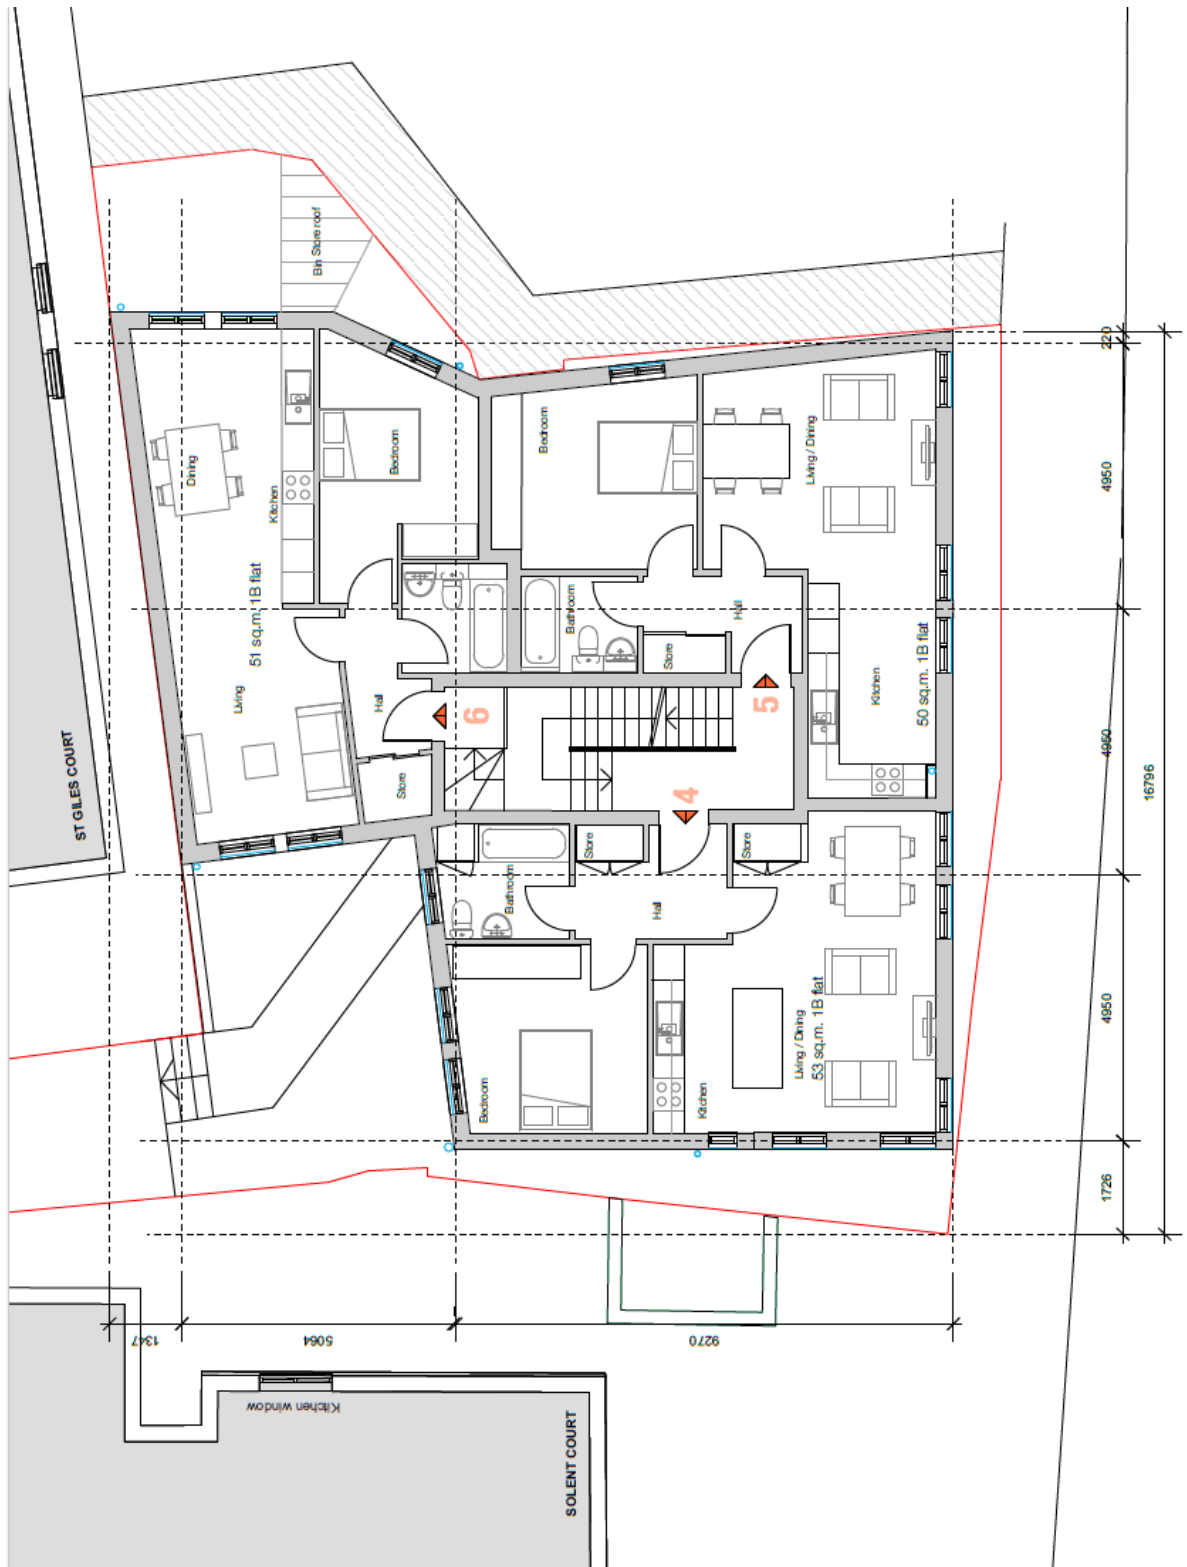 ST GILES COURT
Bin Store roof
Dining
Kitchen
51 sq.m. 1B flat
Living
Bedroom
Hall
Store
6
Bedroom
Bathroom
Hall
Store
Living / Dining
Kitchen
50 sq.m. 1B flat
5
4
Store
Store
Bathroom
Hall
Bedroom
Kitchen
Living / Dining
53 sq.m. 1B flat
220
4950
4950
4950
1726
16796
1347
5064
9270
Kitchen window
SOLENT COURT